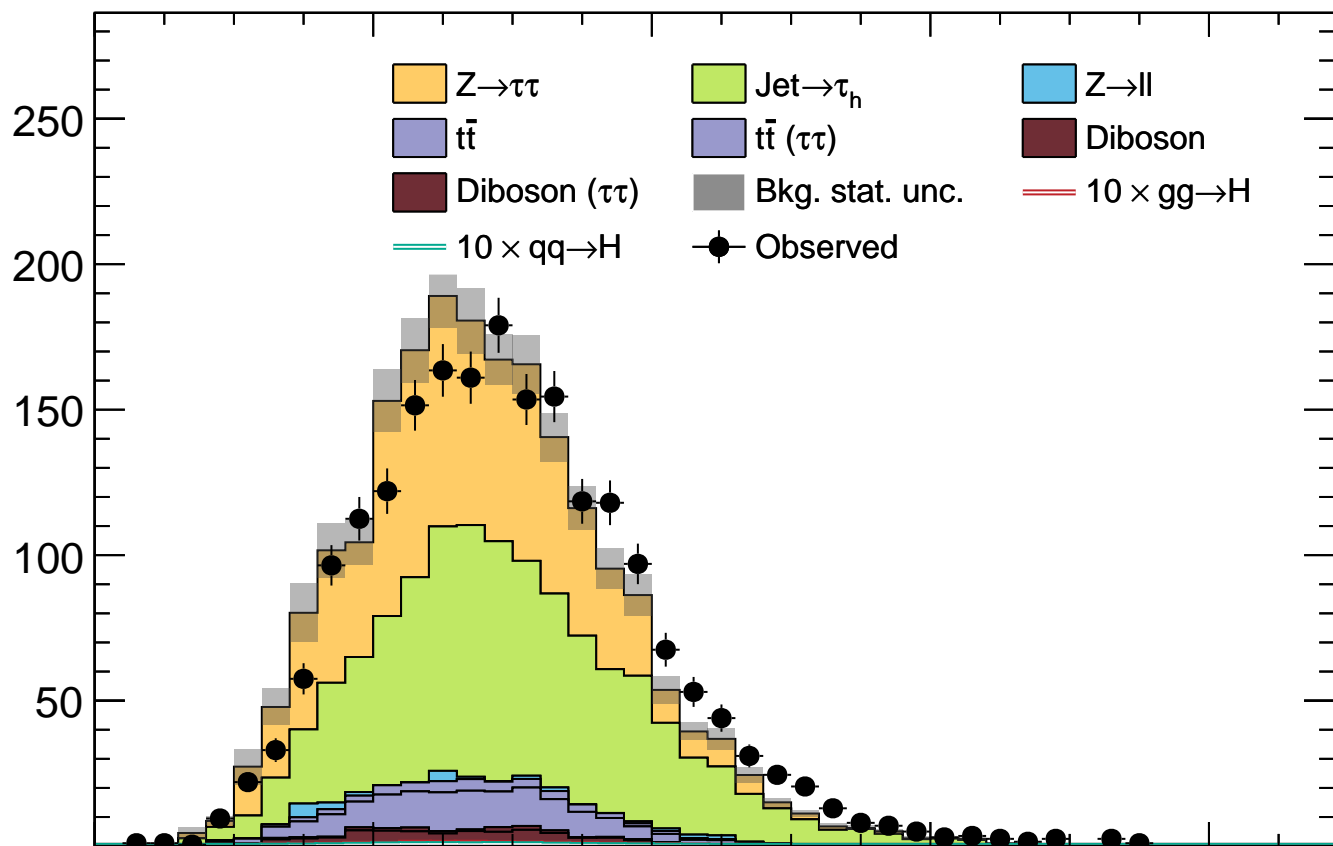 Z→ττ Jet→τₕ Z→ll
250
tt̄ tt̄ (ττ) Diboson
Diboson (ττ) Bkg. stat. unc. 10 × gg→H
10 × qq→H Observed
200
150
100
50